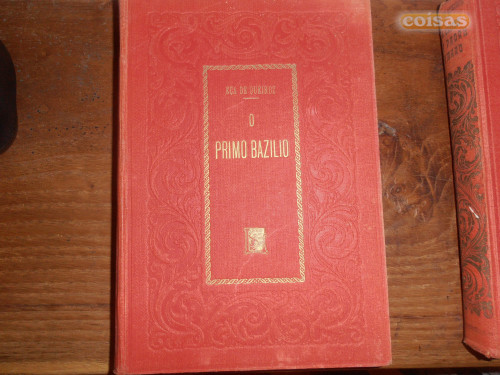 coisas
EÇA DE QUEIROZ
O
PRIMO BAZILIO